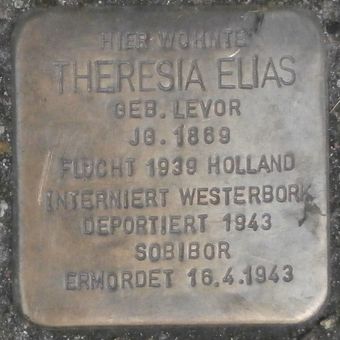 HIER WOHNTE
THERESIA ELIAS
GEB. LEVOR
JG. 1869
FLUCHT 1939 HOLLAND
INTERNIERT WESTERBORK
DEPORTIERT 1943
SOBIBOR
ERMORDET 16.4.1943